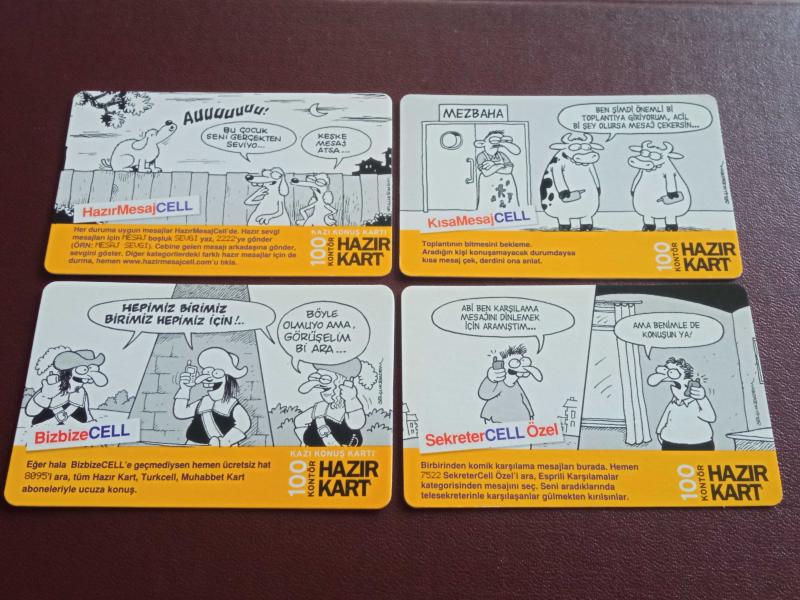 AUUUUUUUU!
BU ÇOCUK
SENİ GERÇEKTEN
SEVİYO...
KEŞKE
MESAJ
ATSA....
HazırMesajCELL
Her duruma uygun mesajlar HazırMesajCell'de. Hazır sevgi
mesajları için MESAJ boşluk SEVGI yaz, 2222'ye gönder
(ÖRN: MESAJ SEVGI). Cebine gelen mesajı arkadaşına gönder,
sevgini göster. Diğer kategorilerdeki farklı hazır mesajlar için de
durma, hemen www.hazirmesajcell.com'u tıkla.
KAZI KONUŞ KARTI
100
KONTÖR
HAZIR
KART
MEZBAHA
BEN ŞİMDİ ÖNEMLİ Bİ
TOPLANTIYA GİRİYORUM, ACİL
Bİ ŞEY OLURSA MESAJ ÇEKERSİN...
KısaMesajCELL
Toplantının bitmesini bekleme.
Aradığın kişi konuşamayacak durumdaysa
kısa mesaj çek, derdini ona anlat.
100
KONTÖR
HAZIR
KART
HEPİMİZ BİRİMİZ
BİRİMİZ HEPİMİZ İÇİN!..
BÖYLE
OLMUYO AMA,
GÖRÜŞELİM
Bİ ARA...
BizbizeCELL
Eğer hala BizbizeCELL'e geçmediysen hemen ücretsiz hat
8095'i ara, tüm Hazır Kart, Turkcell, Muhabbet Kart
aboneleriyle ucuza konuş.
KAZI KONUŞ KARTI
100
KONTÖR
HAZIR
KART
ABİ BEN KARŞILAMA
MESAJINI DİNLEMEK
İÇİN ARAMIŞTIM...
AMA BENİMLE DE
KONUŞUN YA!
SekreterCELL Özel
Birbirinden komik karşılama mesajları burada. Hemen
7522 SekreterCell Özel'i ara, Esprili Karşılamalar
kategorisinden mesajını seç. Seni aradıklarında
telesekreterinle karşılaşanlar gülmekten kırılsınlar.
100
KONTÖR
HAZIR
KART